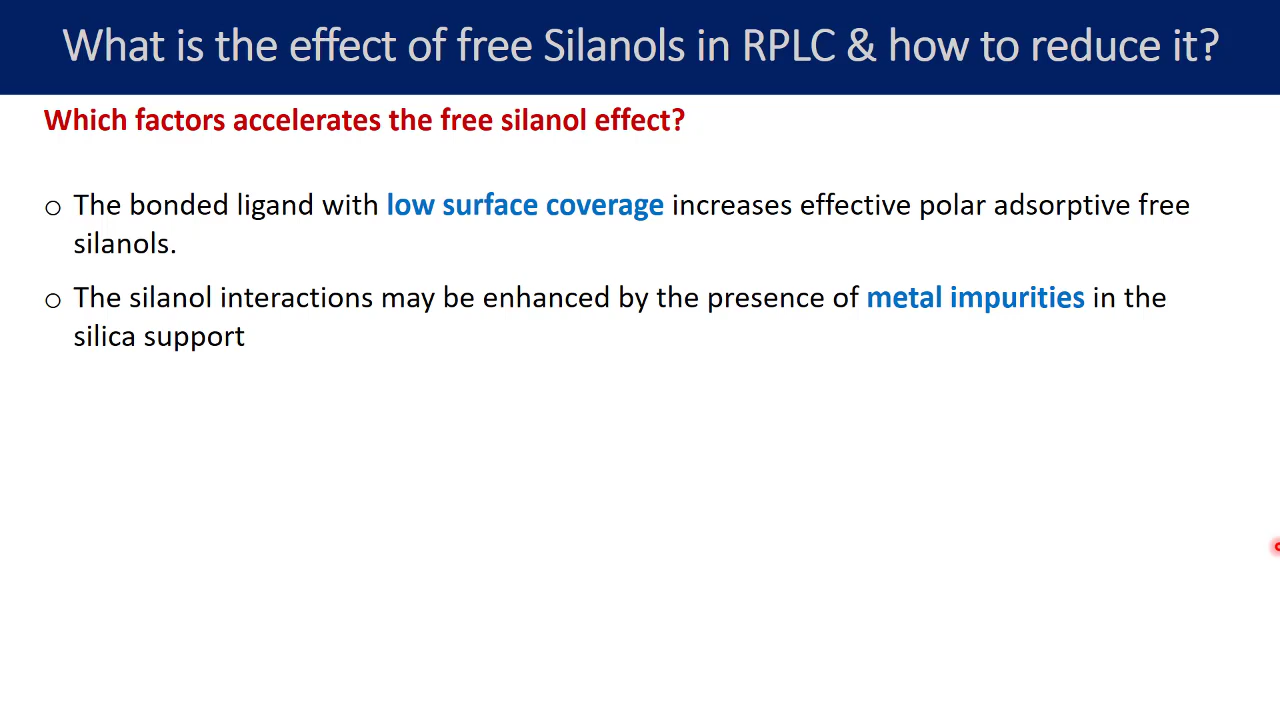 What is the effect of free Silanols in RPLC & how to reduce it?
Which factors accelerates the free silanol effect?
o The bonded ligand with low surface coverage increases effective polar adsorptive free
silanols.
o The silanol interactions may be enhanced by the presence of metal impurities in the
silica support